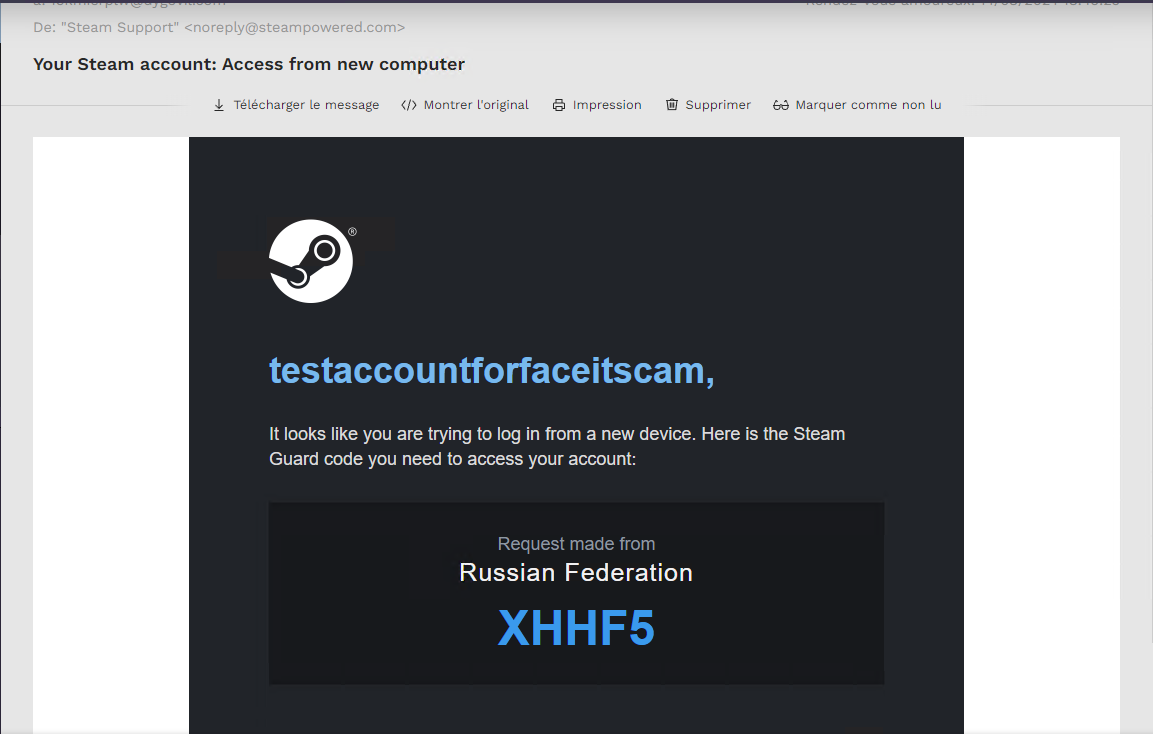 De: "Steam Support" <noreply@steampowered.com>
Your Steam account: Access from new computer
Télécharger le message Montrer l'original Impression Supprimer Marquer comme non lu
®
testaccountforfaceitscam,
It looks like you are trying to log in from a new device. Here is the Steam
Guard code you need to access your account:
Request made from
Russian Federation
XHHF5